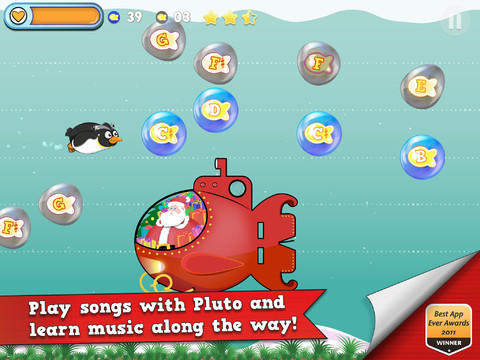 39 03
G
F♯ F
E
D
C♯ C♯
B
G
F♯
Play songs with Pluto and
learn music along the way!
Best App
Ever Awards
2011
WINNER